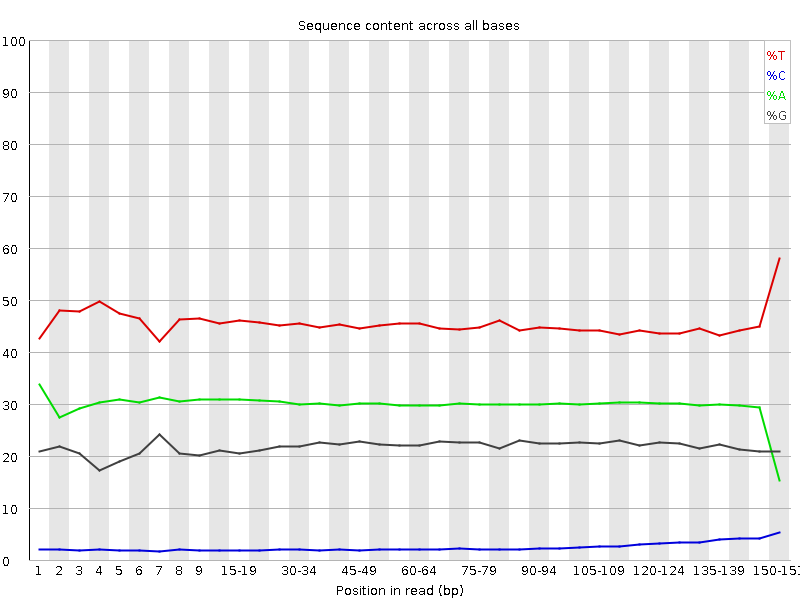 Sequence content across all bases
100
90
80
70
60
50
40
30
20
10
0
%T
%C
%A
%G
1 2 3 4 5 6 7 8 9 15-19 30-34 45-49 60-64 75-79 90-94 105-109 120-124 135-139 150-151
Position in read (bp)